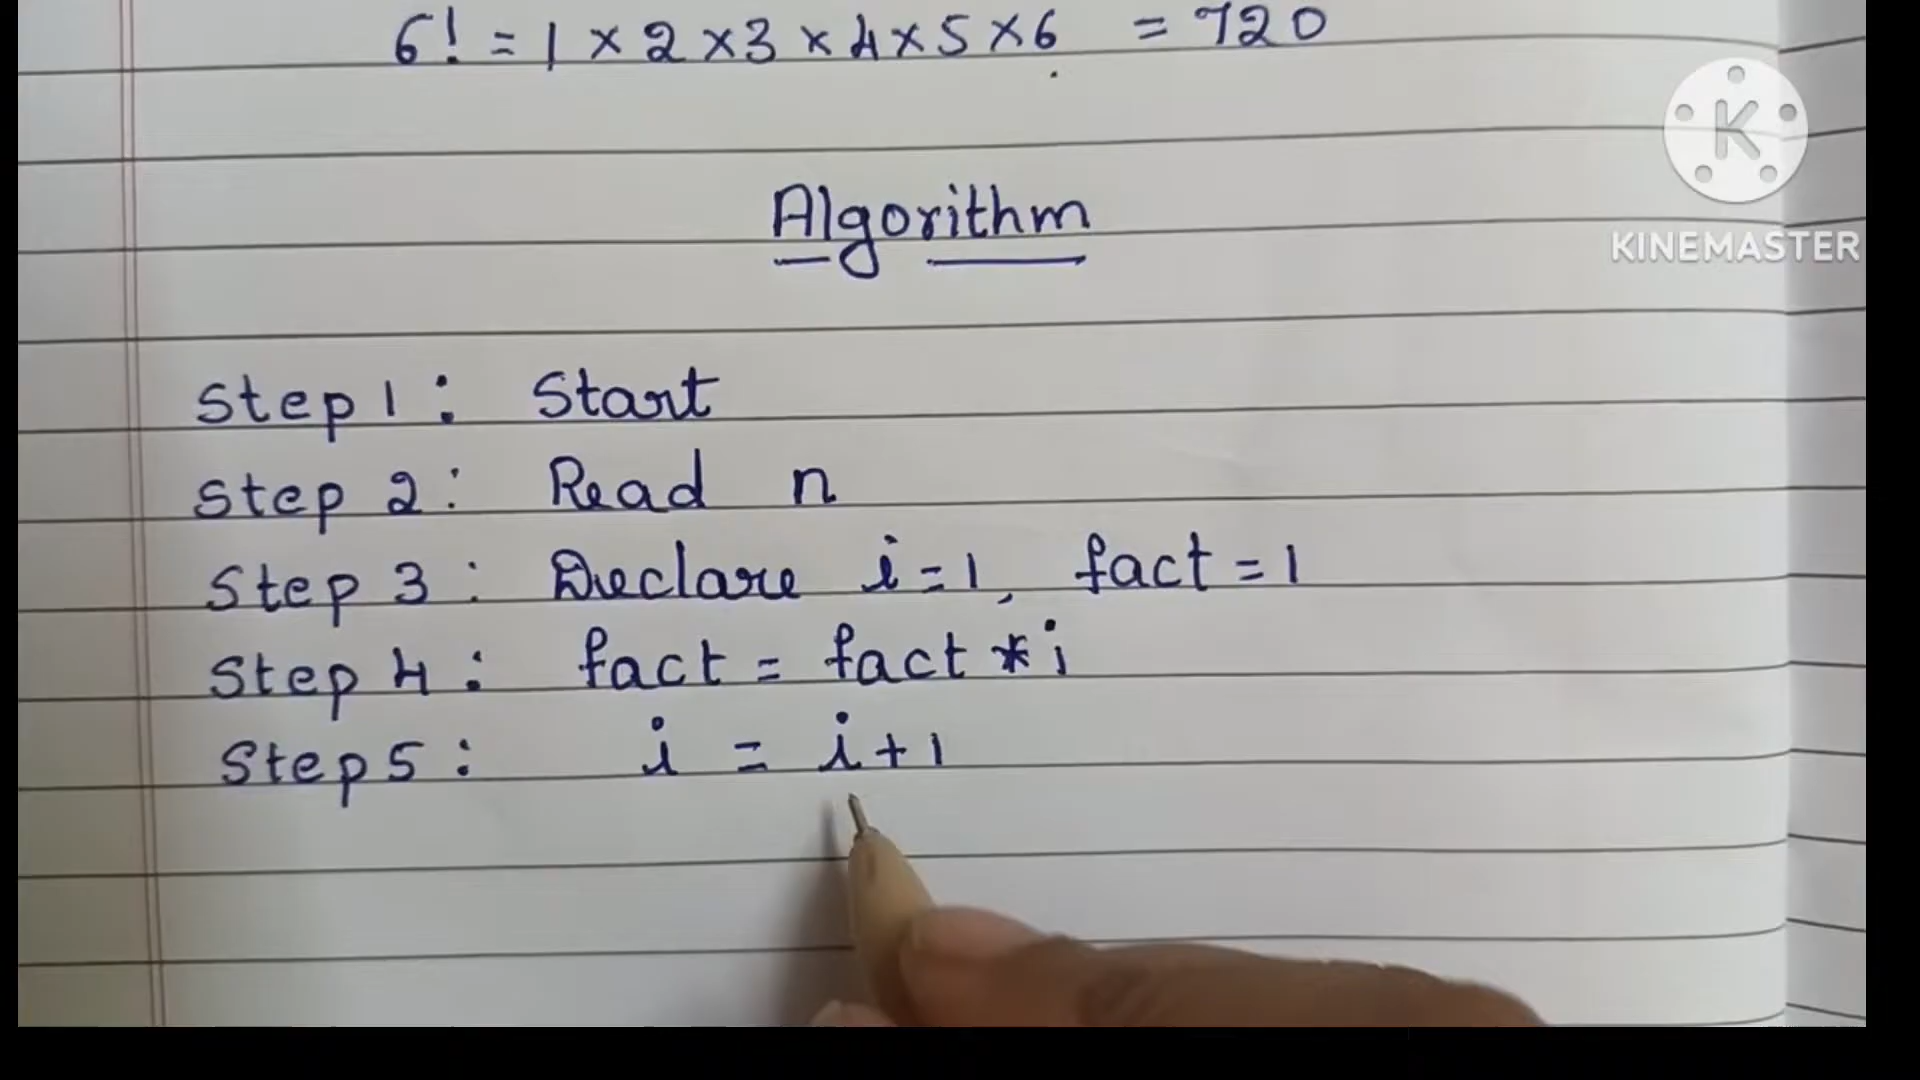 6! = 1 × 2 × 3 × 4 × 5 × 6 = 720
K
KINEMASTER
Algorithm
Step 1 : Start
Step 2 : Read n
Step 3 : Declare i = 1, fact = 1
Step 4 : fact = fact * i
Step 5 : i = i + 1